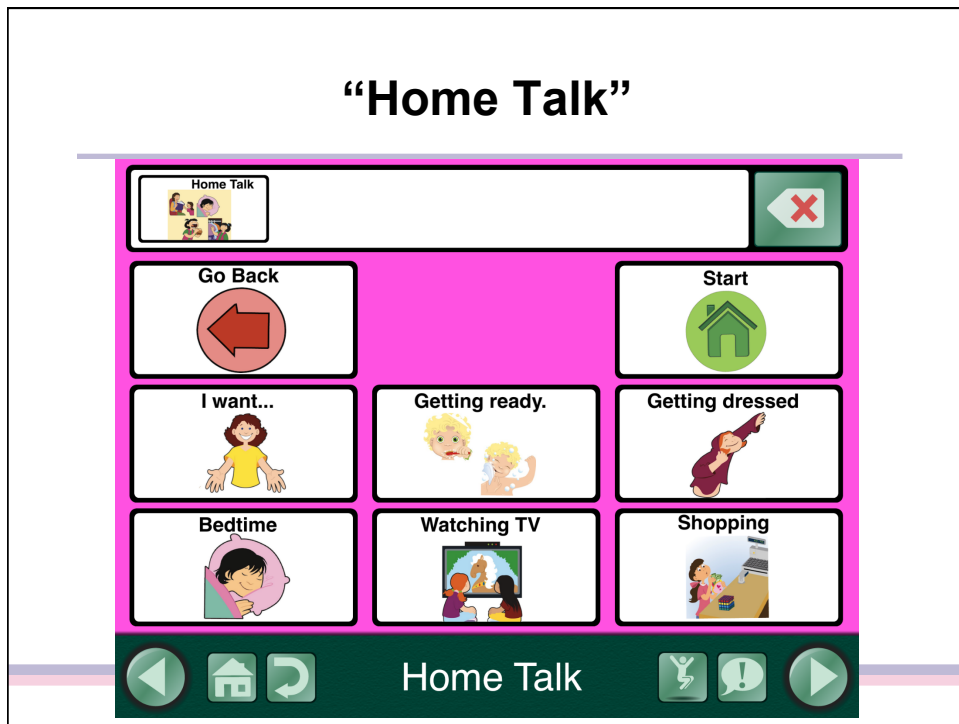 “Home Talk”
Home Talk
Go Back
Start
I want...
Getting ready.
Getting dressed
Bedtime
Watching TV
Shopping
Home Talk